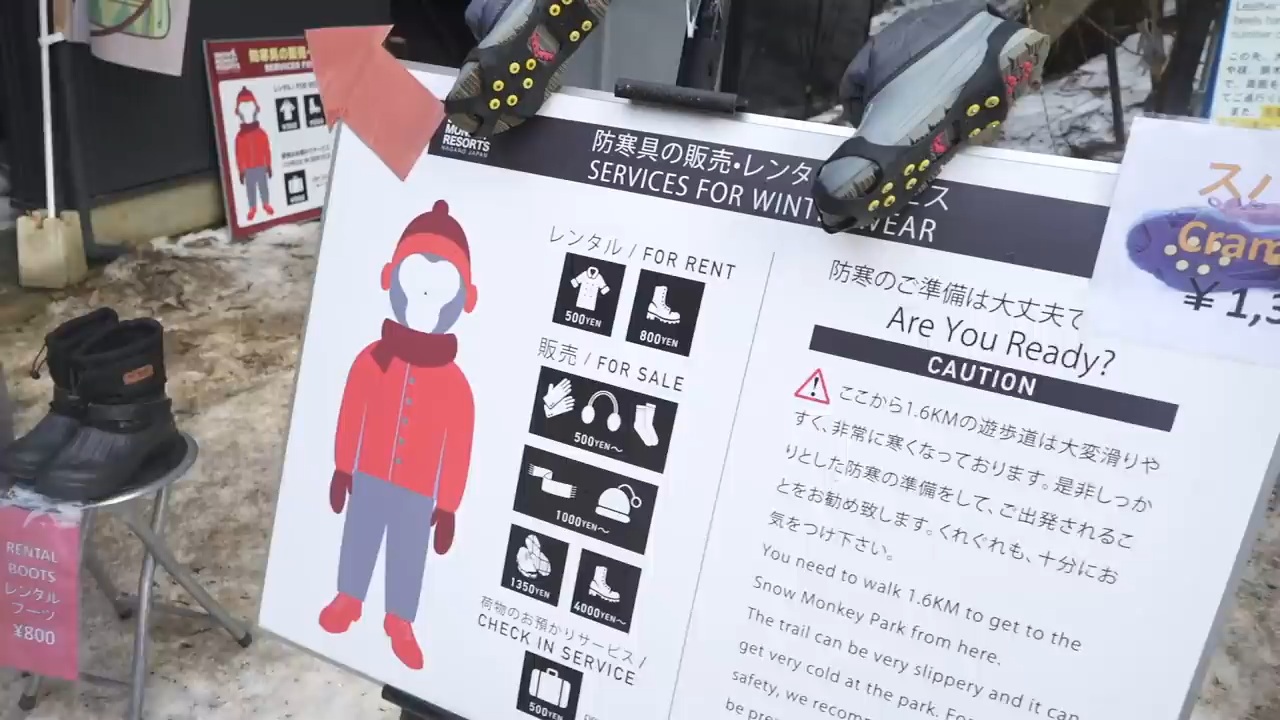 防寒具の販売・レンタ
SERVICES FOR WINT WEAR
RESORTS
NAGANO JAPAN
レンタル / FOR RENT
500YEN
800YEN
販売 / FOR SALE
500YEN～
1000YEN～
1350YEN
4000YEN～
荷物のお預かりサービス/
CHECK IN SERVICE
500YEN
防寒のご準備は大丈夫で
Are You Ready?
CAUTION
ここから1.6KMの遊歩道は大変滑りや
すく、非常に寒くなっております。是非しっか
りとした防寒の準備をして、ご出発されるこ
とをお勧め致します。くれぐれも、十分にお
気をつけ下さい。
You need to walk 1.6KM to get to the
Snow Monkey Park from here.
The trail can be very slippery and it can
get very cold at the park. For
safety, we recom
be pre
RENTAL
BOOTS
レンタル
ブーツ
¥800
スパ
Cram
¥1,3